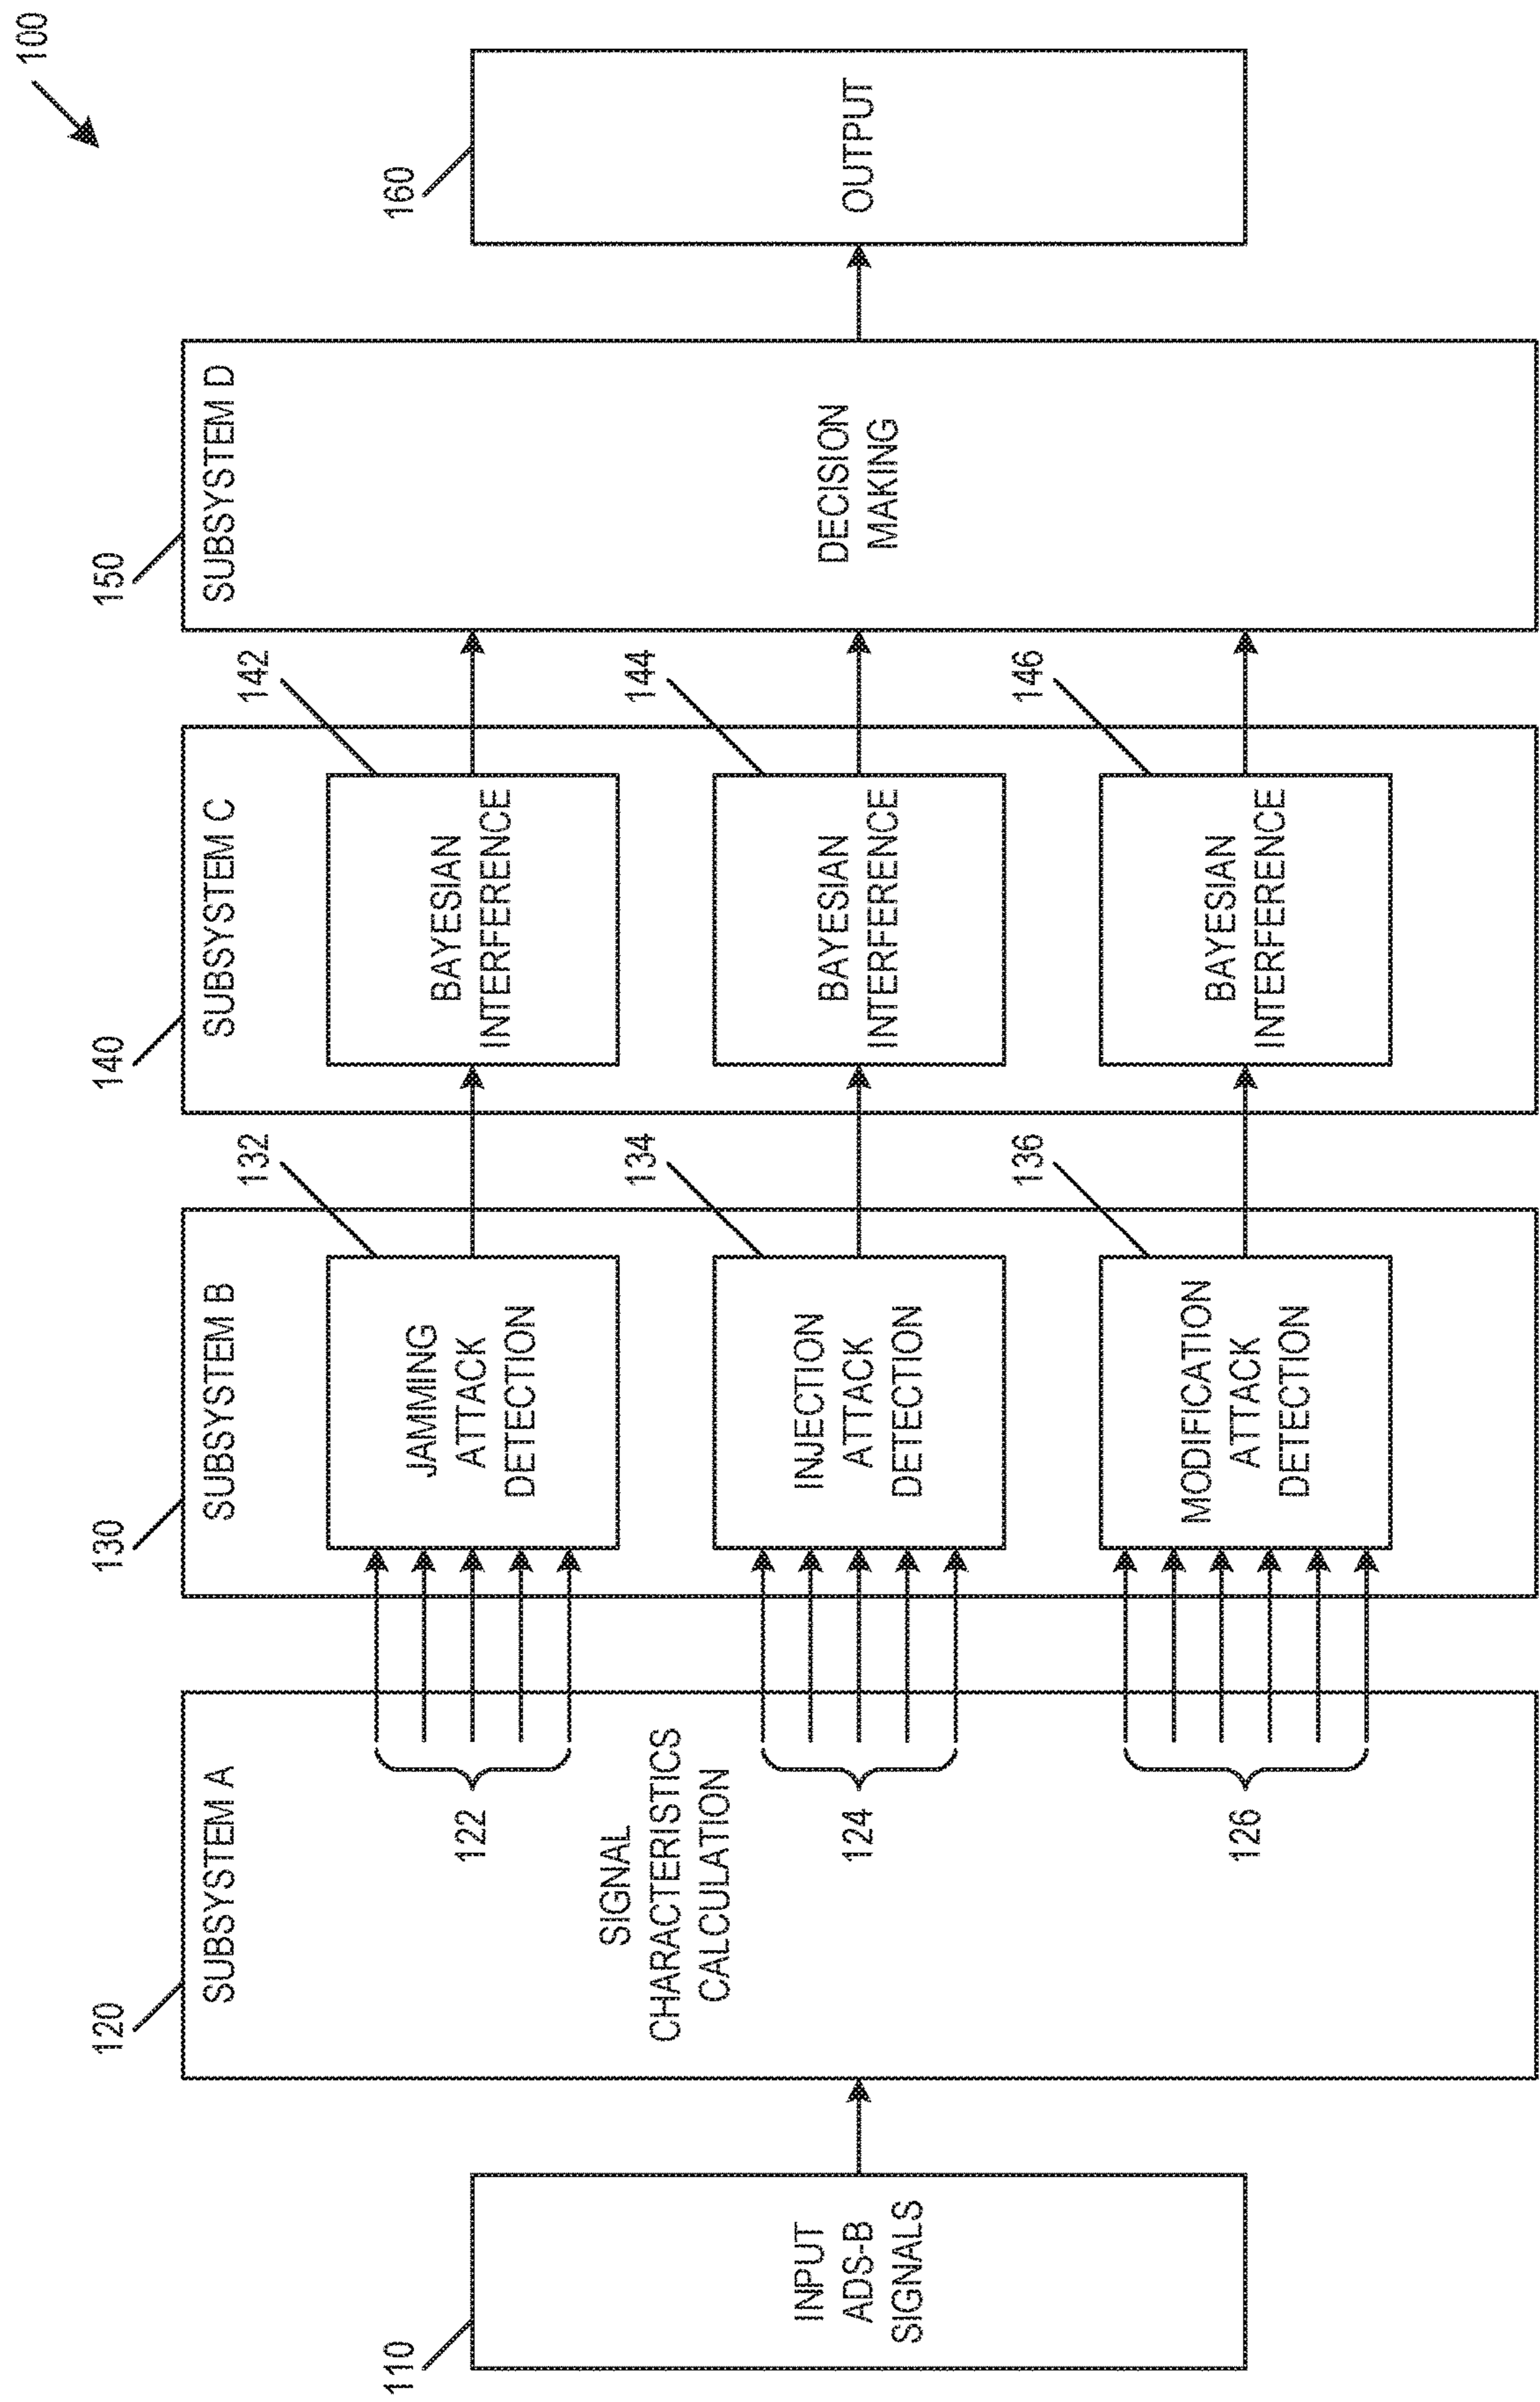 100
110
INPUT
ADS-B
SIGNALS
120
SUBSYSTEM A
SIGNAL
CHARACTERISTICS
CALCULATION
122
124
126
130
SUBSYSTEM B
132
JAMMING
ATTACK
DETECTION
134
INJECTION
ATTACK
DETECTION
136
MODIFICATION
ATTACK
DETECTION
140
SUBSYSTEM C
142
BAYESIAN
INTERFERENCE
144
BAYESIAN
INTERFERENCE
146
BAYESIAN
INTERFERENCE
150
SUBSYSTEM D
DECISION
MAKING
160
OUTPUT